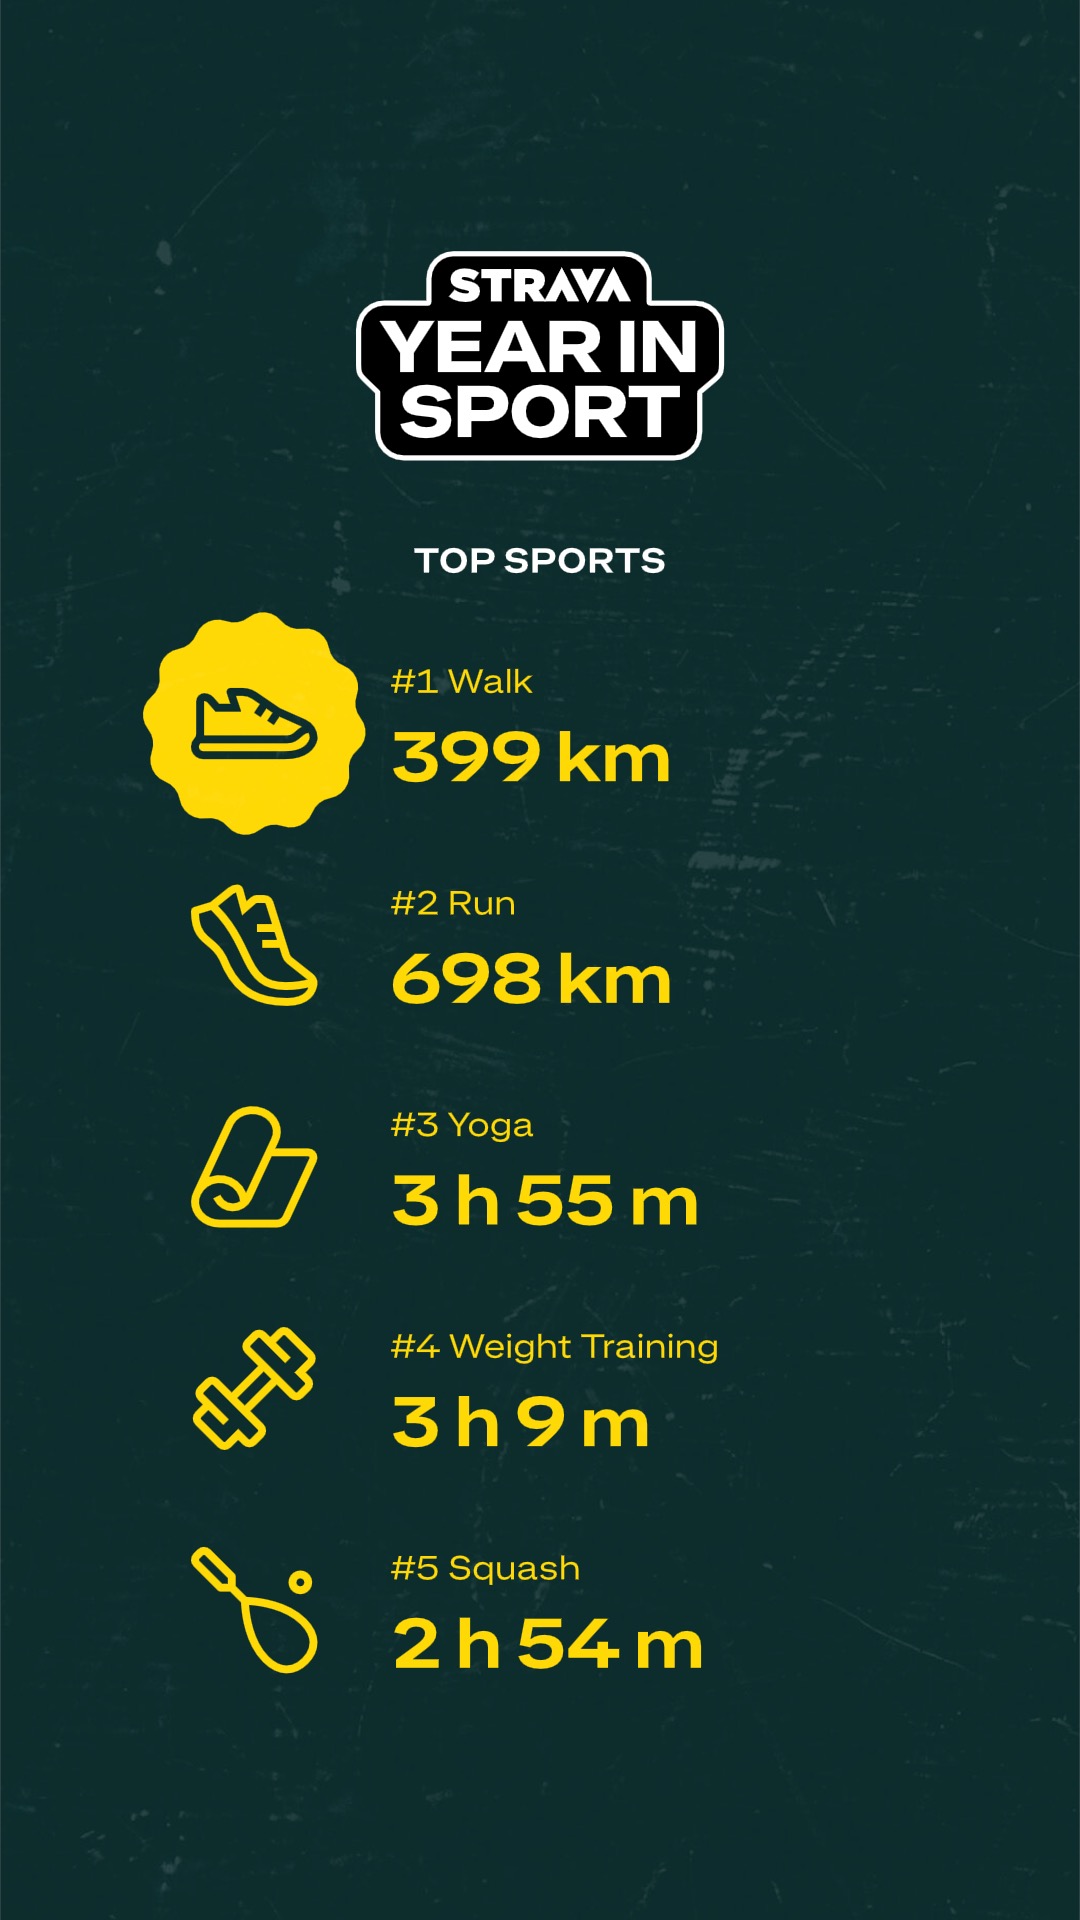 STRAVA
YEAR IN
SPORT
TOP SPORTS
#1 Walk
399 km
#2 Run
698 km
#3 Yoga
3 h 55 m
#4 Weight Training
3 h 9 m
#5 Squash
2 h 54 m